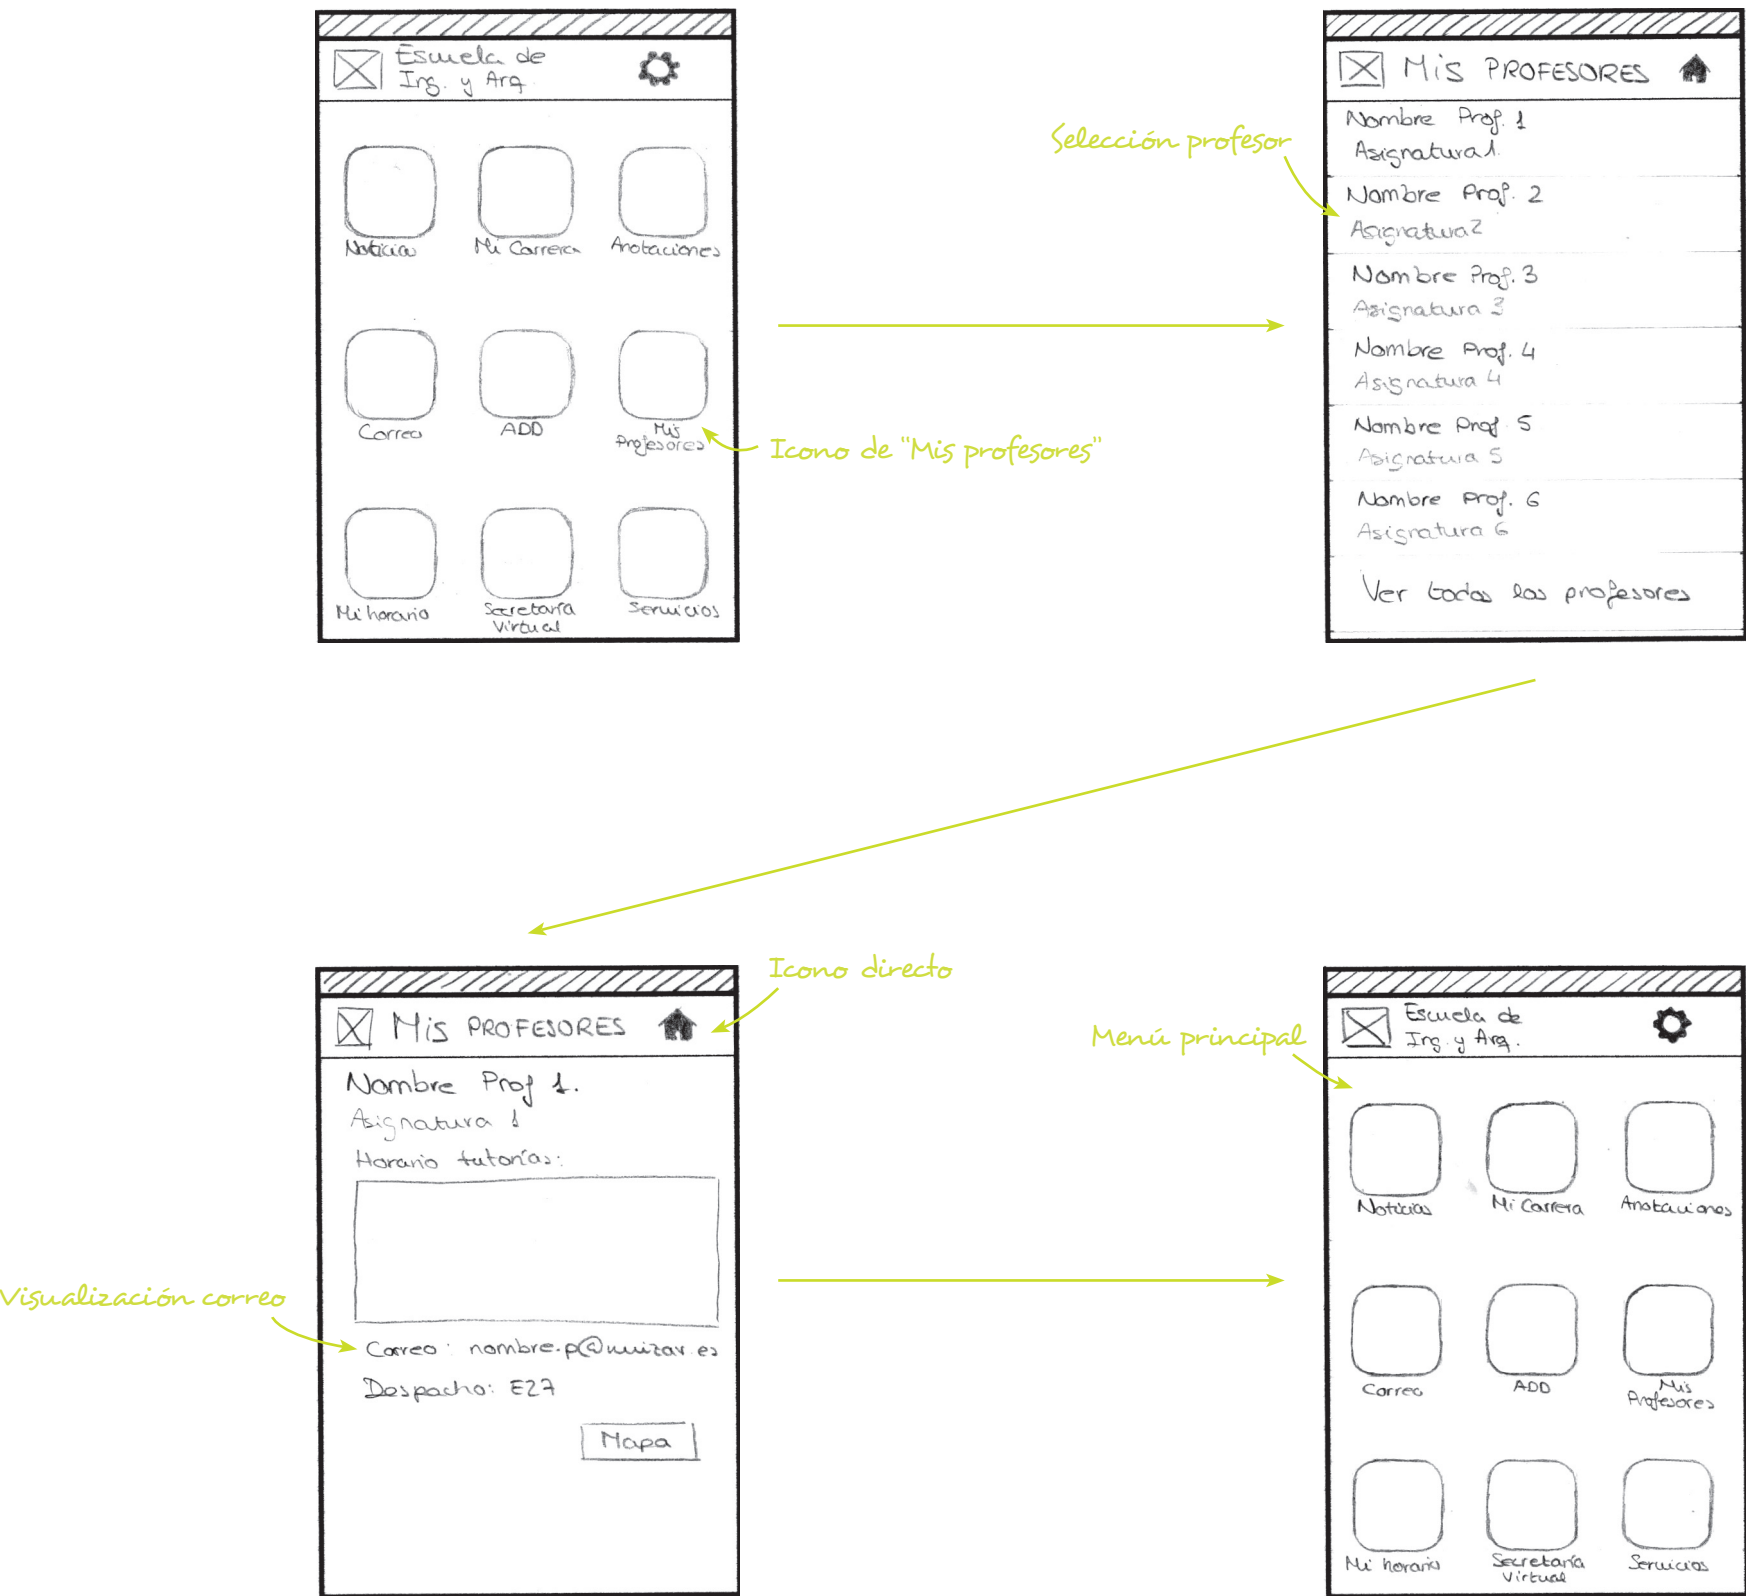 Escuela de
Ing. y Arq.
Noticias
Mi Carrera
Anotaciones
Correo
ADD
Mis
Profesores
Mi horario
Secretaría
Virtual
Servicios
Icono de "Mis profesores"
Selección profesor
Mis PROFESORES
Nombre Prof. 1
Asignatura 1.
Nombre Prof. 2
Asignatura 2
Nombre Prof. 3
Asignatura 3
Nombre Prof. 4
Asignatura 4
Nombre Prof. 5
Asignatura 5
Nombre Prof. 6
Asignatura 6
Ver todos los profesores
Icono directo
Mis PROFESORES
Nombre Prof 1.
Asignatura 1
Horario tutorías:
Visualización correo
Correo: nombre.p@unizar.es
Despacho: E27
Mapa
Menú principal
Escuela de
Ing. y Arq.
Noticias
Mi Carrera
Anotaciones
Correo
ADD
Mis
Profesores
Mi horario
Secretaría
Virtual
Servicios